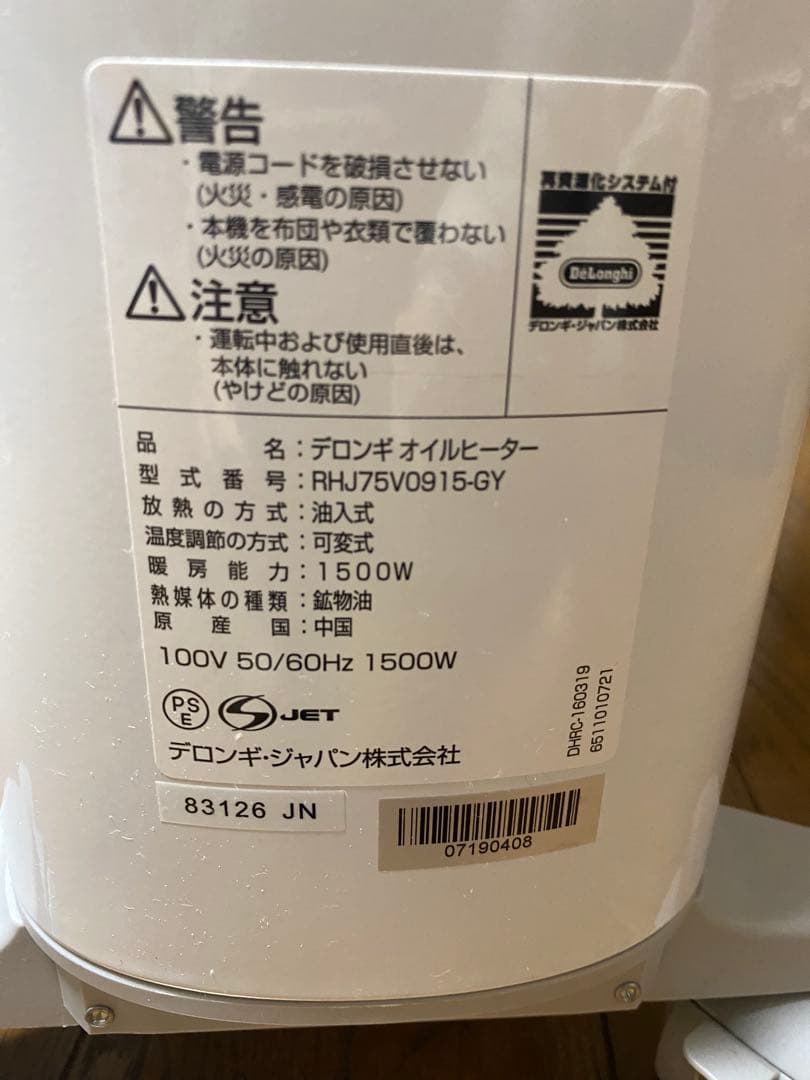 警告
・電源コードを破損させない
(火災・感電の原因)
・本機を布団や衣類で覆わない
(火災の原因)
注意
・運転中および使用直後は、
本体に触れない
(やけどの原因)
再資源化システム付
DeLonghi
デロンギ・ジャパン株式会社
品名：デロンギ オイルヒーター
型式番号：RHJ75V0915-GY
放熱の方式：油入式
温度調節の方式：可変式
暖房能力：1500W
熱媒体の種類：鉱物油
原産国：中国
100V 50/60Hz 1500W
PS
E
JET
デロンギ・ジャパン株式会社
DHRC-160319
6511010721
83126 JN
07190408